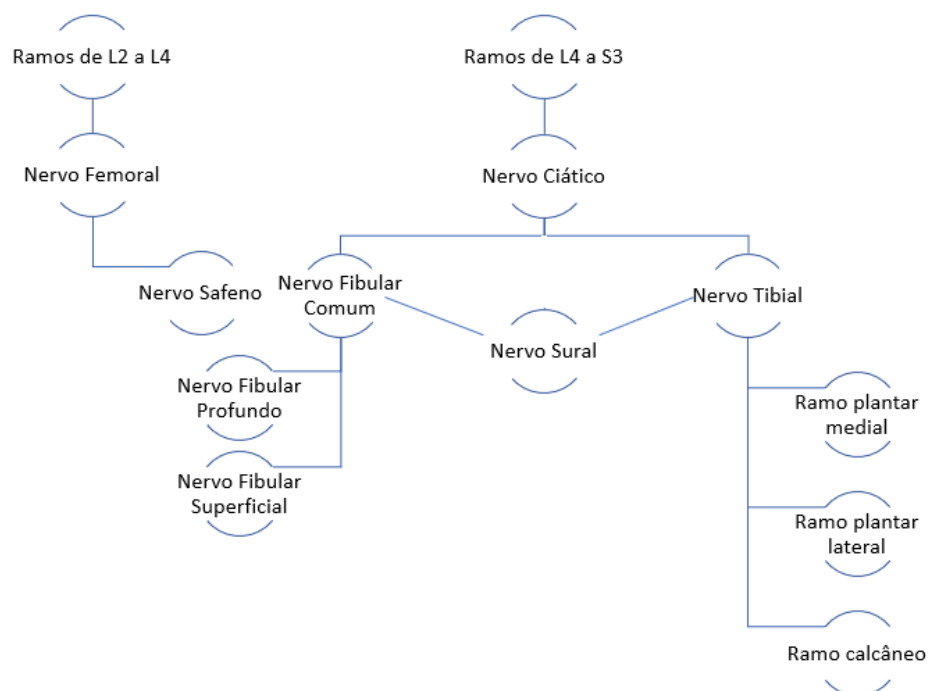 Ramos de L2 a L4
Ramos de L4 a S3
Nervo Femoral
Nervo Ciático
Nervo Safeno
Nervo Fibular
Comum
Nervo Tibial
Nervo Sural
Nervo Fibular
Profundo
Ramo plantar
medial
Nervo Fibular
Superficial
Ramo plantar
lateral
Ramo calcâneo